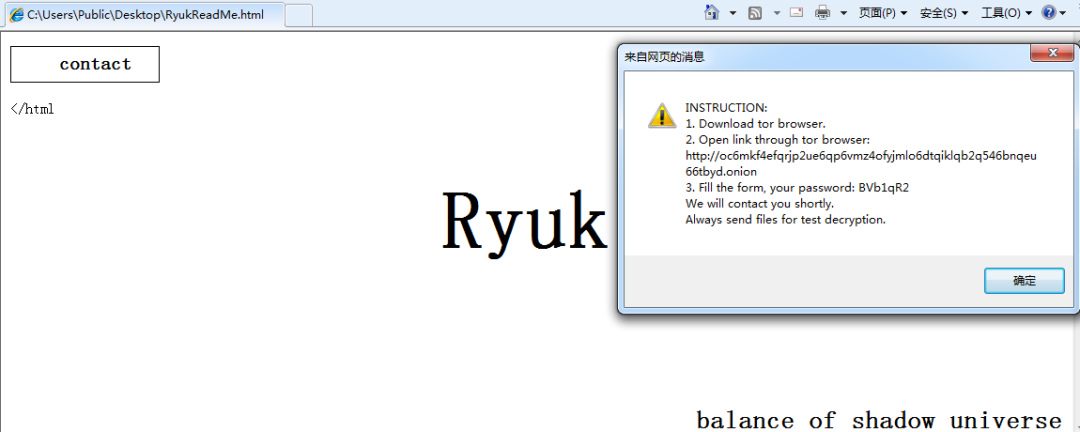 C:\Users\Public\Desktop\RyukReadMe.html
页面(P) 安全(S) 工具(O)
contact
</html
Ryuk
balance of shadow universe
来自网页的消息
INSTRUCTION:
1. Download tor browser.
2. Open link through tor browser:
http://oc6mkf4efqrjp2ue6qp6vmz4ofyjmlo6dtqiklqb2q546bnqeu
66tbyd.onion
3. Fill the form, your password: BVb1qR2
We will contact you shortly.
Always send files for test decryption.
确定